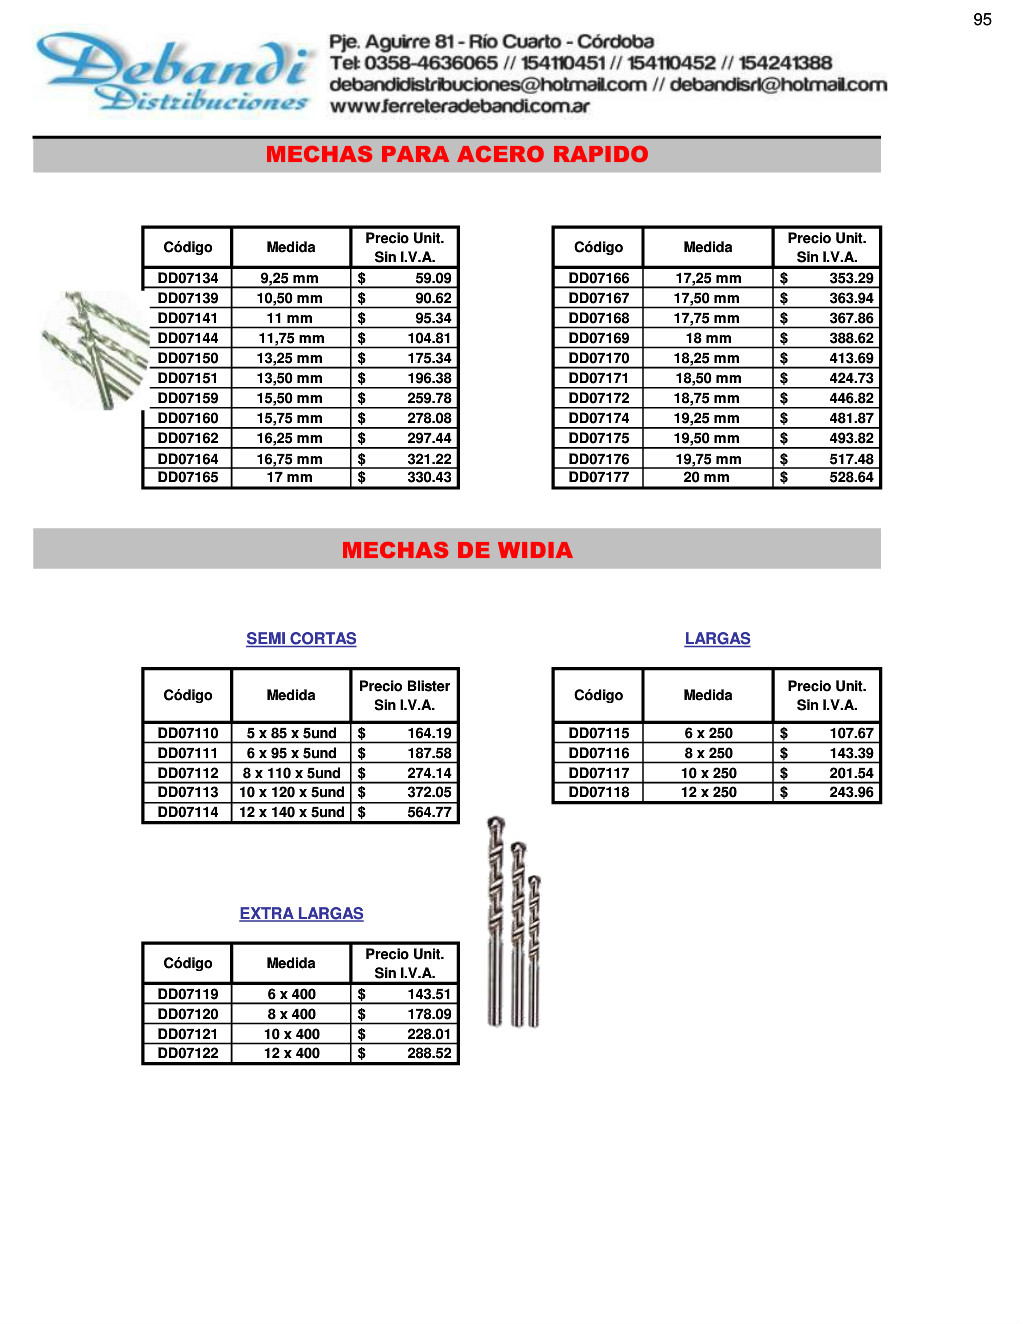 95
Debandi
Distribuciones
Pje. Aguirre 81 - Río Cuarto - Córdoba
Tel: 0358-4636065 // 154110451 // 154110452 // 154241388
debandidistribuciones@hotmail.com // debandisrl@hotmail.com
www.ferreteradebandi.com.ar
MECHAS PARA ACERO RAPIDO
Código Medida Precio Unit. Sin I.V.A.
DD07134 9,25 mm $ 59.09
DD07139 10,50 mm $ 90.62
DD07141 11 mm $ 95.34
DD07144 11,75 mm $ 104.81
DD07150 13,25 mm $ 175.34
DD07151 13,50 mm $ 196.38
DD07159 15,50 mm $ 259.78
DD07160 15,75 mm $ 278.08
DD07162 16,25 mm $ 297.44
DD07164 16,75 mm $ 321.22
DD07165 17 mm $ 330.43
Código Medida Precio Unit. Sin I.V.A.
DD07166 17,25 mm $ 353.29
DD07167 17,50 mm $ 363.94
DD07168 17,75 mm $ 367.86
DD07169 18 mm $ 388.62
DD07170 18,25 mm $ 413.69
DD07171 18,50 mm $ 424.73
DD07172 18,75 mm $ 446.82
DD07174 19,25 mm $ 481.87
DD07175 19,50 mm $ 493.82
DD07176 19,75 mm $ 517.48
DD07177 20 mm $ 528.64
MECHAS DE WIDIA
SEMI CORTAS
Código Medida Precio Blister Sin I.V.A.
DD07110 5 x 85 x 5und $ 164.19
DD07111 6 x 95 x 5und $ 187.58
DD07112 8 x 110 x 5und $ 274.14
DD07113 10 x 120 x 5und $ 372.05
DD07114 12 x 140 x 5und $ 564.77
LARGAS
Código Medida Precio Unit. Sin I.V.A.
DD07115 6 x 250 $ 107.67
DD07116 8 x 250 $ 143.39
DD07117 10 x 250 $ 201.54
DD07118 12 x 250 $ 243.96
EXTRA LARGAS
Código Medida Precio Unit. Sin I.V.A.
DD07119 6 x 400 $ 143.51
DD07120 8 x 400 $ 178.09
DD07121 10 x 400 $ 228.01
DD07122 12 x 400 $ 288.52